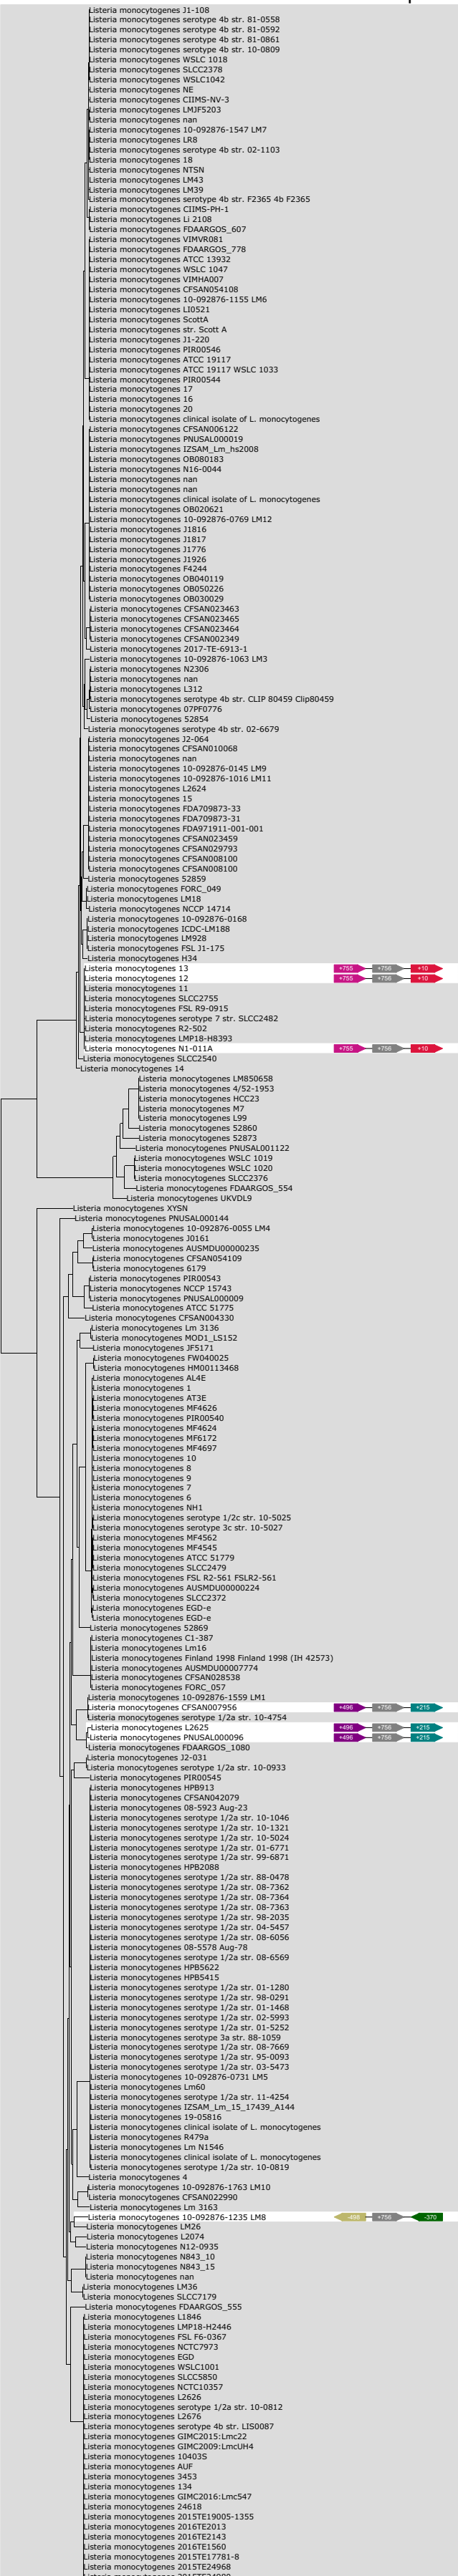 Listeria monocytogenes J1-108
Listeria monocytogenes serotype 4b str. 81-0558
Listeria monocytogenes serotype 4b str. 81-0592
Listeria monocytogenes serotype 4b str. 81-0861
Listeria monocytogenes serotype 4b str. 10-0809
Listeria monocytogenes WSLC 1018
Listeria monocytogenes SLCC2378
Listeria monocytogenes WSLC1042
Listeria monocytogenes NE
Listeria monocytogenes CIIMS-NV-3
Listeria monocytogenes LMJF5203
Listeria monocytogenes nan
Listeria monocytogenes 10-092876-1547 LM7
Listeria monocytogenes LR8
Listeria monocytogenes serotype 4b str. 02-1103
Listeria monocytogenes 18
Listeria monocytogenes NTSN
Listeria monocytogenes LM43
Listeria monocytogenes LM39
Listeria monocytogenes serotype 4b str. F2365 4b F2365
Listeria monocytogenes CIIMS-PH-1
Listeria monocytogenes Li 2108
Listeria monocytogenes FDAARGOS_607
Listeria monocytogenes VIMVR081
Listeria monocytogenes FDAARGOS_778
Listeria monocytogenes ATCC 13932
Listeria monocytogenes WSLC 1047
Listeria monocytogenes VIMHA007
Listeria monocytogenes CFSAN054108
Listeria monocytogenes 10-092876-1155 LM6
Listeria monocytogenes LI0521
Listeria monocytogenes ScottA
Listeria monocytogenes str. Scott A
Listeria monocytogenes J1-220
Listeria monocytogenes PIR00546
Listeria monocytogenes ATCC 19117
Listeria monocytogenes ATCC 19117 WSLC 1033
Listeria monocytogenes PIR00544
Listeria monocytogenes 17
Listeria monocytogenes 16
Listeria monocytogenes 20
Listeria monocytogenes clinical isolate of L. monocytogenes
Listeria monocytogenes CFSAN006122
Listeria monocytogenes PNUSAL000019
Listeria monocytogenes IZSAM_Lm_hs2008
Listeria monocytogenes OB080183
Listeria monocytogenes N16-0044
Listeria monocytogenes nan
Listeria monocytogenes nan
Listeria monocytogenes clinical isolate of L. monocytogenes
Listeria monocytogenes OB020621
Listeria monocytogenes 10-092876-0769 LM12
Listeria monocytogenes J1816
Listeria monocytogenes J1817
Listeria monocytogenes J1776
Listeria monocytogenes J1926
Listeria monocytogenes F4244
Listeria monocytogenes OB040119
Listeria monocytogenes OB050226
Listeria monocytogenes OB030029
Listeria monocytogenes CFSAN023463
Listeria monocytogenes CFSAN023465
Listeria monocytogenes CFSAN023464
Listeria monocytogenes CFSAN002349
Listeria monocytogenes 2017-TE-6913-1
Listeria monocytogenes 10-092876-1063 LM3
Listeria monocytogenes N2306
Listeria monocytogenes nan
Listeria monocytogenes L312
Listeria monocytogenes serotype 4b str. CLIP 80459 Clip80459
Listeria monocytogenes 07PF0776
Listeria monocytogenes 52854
Listeria monocytogenes serotype 4b str. 02-6679
Listeria monocytogenes J2-064
Listeria monocytogenes CFSAN010068
Listeria monocytogenes nan
Listeria monocytogenes 10-092876-0145 LM9
Listeria monocytogenes 10-092876-1016 LM11
Listeria monocytogenes L2624
Listeria monocytogenes 15
Listeria monocytogenes FDA709873-33
Listeria monocytogenes FDA709873-31
Listeria monocytogenes FDA971911-001-001
Listeria monocytogenes CFSAN023459
Listeria monocytogenes CFSAN029793
Listeria monocytogenes CFSAN008100
Listeria monocytogenes CFSAN008100
Listeria monocytogenes 52859
Listeria monocytogenes FORC_049
Listeria monocytogenes LM18
Listeria monocytogenes NCCP 14714
Listeria monocytogenes 10-092876-0168
Listeria monocytogenes ICDC-LM188
Listeria monocytogenes LM928
Listeria monocytogenes FSL J1-175
Listeria monocytogenes H34
Listeria monocytogenes 13 +755 +756 +10
Listeria monocytogenes 12 +755 +756 +10
Listeria monocytogenes 11
Listeria monocytogenes SLCC2755
Listeria monocytogenes FSL R9-0915
Listeria monocytogenes serotype 7 str. SLCC2482
Listeria monocytogenes R2-502
Listeria monocytogenes LMP18-H8393
Listeria monocytogenes N1-011A +755 +756 +10
Listeria monocytogenes SLCC2540
Listeria monocytogenes 14
Listeria monocytogenes LM850658
Listeria monocytogenes 4/52-1953
Listeria monocytogenes HCC23
Listeria monocytogenes M7
Listeria monocytogenes L99
Listeria monocytogenes 52860
Listeria monocytogenes 52873
Listeria monocytogenes PNUSAL001122
Listeria monocytogenes WSLC 1019
Listeria monocytogenes WSLC 1020
Listeria monocytogenes SLCC2376
Listeria monocytogenes FDAARGOS_554
Listeria monocytogenes UKVDL9
Listeria monocytogenes XYSN
Listeria monocytogenes PNUSAL000144
Listeria monocytogenes 10-092876-0055 LM4
Listeria monocytogenes J0161
Listeria monocytogenes AUSMDU00000235
Listeria monocytogenes CFSAN054109
Listeria monocytogenes 6179
Listeria monocytogenes PIR00543
Listeria monocytogenes NCCP 15743
Listeria monocytogenes PNUSAL000009
Listeria monocytogenes ATCC 51775
Listeria monocytogenes CFSAN004330
Listeria monocytogenes Lm 3136
Listeria monocytogenes MOD1_LS152
Listeria monocytogenes JF5171
Listeria monocytogenes FW040025
Listeria monocytogenes HM00113468
Listeria monocytogenes AL4E
Listeria monocytogenes 1
Listeria monocytogenes AT3E
Listeria monocytogenes MF4626
Listeria monocytogenes PIR00540
Listeria monocytogenes MF4624
Listeria monocytogenes MF6172
Listeria monocytogenes MF4697
Listeria monocytogenes 10
Listeria monocytogenes 8
Listeria monocytogenes 9
Listeria monocytogenes 7
Listeria monocytogenes 6
Listeria monocytogenes NH1
Listeria monocytogenes serotype 1/2c str. 10-5025
Listeria monocytogenes serotype 3c str. 10-5027
Listeria monocytogenes MF4562
Listeria monocytogenes MF4545
Listeria monocytogenes ATCC 51779
Listeria monocytogenes SLCC2479
Listeria monocytogenes FSL R2-561 FSLR2-561
Listeria monocytogenes AUSMDU00000224
Listeria monocytogenes SLCC2372
Listeria monocytogenes EGD-e
Listeria monocytogenes EGD-e
Listeria monocytogenes 52869
Listeria monocytogenes C1-387
Listeria monocytogenes Lm16
Listeria monocytogenes Finland 1998 Finland 1998 (IH 42573)
Listeria monocytogenes AUSMDU00007774
Listeria monocytogenes CFSAN028538
Listeria monocytogenes FORC_057
Listeria monocytogenes 10-092876-1559 LM1
Listeria monocytogenes CFSAN007956 +496 +756 +215
Listeria monocytogenes serotype 1/2a str. 10-4754
Listeria monocytogenes L2625 +496 +756 +215
Listeria monocytogenes PNUSAL000096 +496 +756 +215
Listeria monocytogenes FDAARGOS_1080
Listeria monocytogenes J2-031
Listeria monocytogenes serotype 1/2a str. 10-0933
Listeria monocytogenes PIR00545
Listeria monocytogenes HPB913
Listeria monocytogenes CFSAN042079
Listeria monocytogenes 08-5923 Aug-23
Listeria monocytogenes serotype 1/2a str. 10-1046
Listeria monocytogenes serotype 1/2a str. 10-1321
Listeria monocytogenes serotype 1/2a str. 10-5024
Listeria monocytogenes serotype 1/2a str. 01-6771
Listeria monocytogenes serotype 1/2a str. 99-6871
Listeria monocytogenes HPB2088
Listeria monocytogenes serotype 1/2a str. 88-0478
Listeria monocytogenes serotype 1/2a str. 08-7362
Listeria monocytogenes serotype 1/2a str. 08-7364
Listeria monocytogenes serotype 1/2a str. 08-7363
Listeria monocytogenes serotype 1/2a str. 98-2035
Listeria monocytogenes serotype 1/2a str. 04-5457
Listeria monocytogenes serotype 1/2a str. 08-6056
Listeria monocytogenes 08-5578 Aug-78
Listeria monocytogenes serotype 1/2a str. 08-6569
Listeria monocytogenes HPB5622
Listeria monocytogenes HPB5415
Listeria monocytogenes serotype 1/2a str. 01-1280
Listeria monocytogenes serotype 1/2a str. 98-0291
Listeria monocytogenes serotype 1/2a str. 01-1468
Listeria monocytogenes serotype 1/2a str. 02-5993
Listeria monocytogenes serotype 1/2a str. 01-5252
Listeria monocytogenes serotype 3a str. 88-1059
Listeria monocytogenes serotype 1/2a str. 08-7669
Listeria monocytogenes serotype 1/2a str. 95-0093
Listeria monocytogenes serotype 1/2a str. 03-5473
Listeria monocytogenes 10-092876-0731 LM5
Listeria monocytogenes Lm60
Listeria monocytogenes serotype 1/2a str. 11-4254
Listeria monocytogenes IZSAM_Lm_15_17439_A144
Listeria monocytogenes 19-05816
Listeria monocytogenes clinical isolate of L. monocytogenes
Listeria monocytogenes R479a
Listeria monocytogenes Lm N1546
Listeria monocytogenes clinical isolate of L. monocytogenes
Listeria monocytogenes serotype 1/2a str. 10-0819
Listeria monocytogenes 4
Listeria monocytogenes 10-092876-1763 LM10
Listeria monocytogenes CFSAN022990
Listeria monocytogenes Lm 3163
Listeria monocytogenes 10-092876-1235 LM8 +756 -370
Listeria monocytogenes LM26
Listeria monocytogenes L2074
Listeria monocytogenes N12-0935
Listeria monocytogenes N843_10
Listeria monocytogenes N843_15
Listeria monocytogenes nan
Listeria monocytogenes LM36
Listeria monocytogenes SLCC7179
Listeria monocytogenes FDAARGOS_555
Listeria monocytogenes L1846
Listeria monocytogenes LMP18-H2446
Listeria monocytogenes FSL F6-0367
Listeria monocytogenes NCTC7973
Listeria monocytogenes EGD
Listeria monocytogenes WSLC1001
Listeria monocytogenes SLCC5850
Listeria monocytogenes NCTC10357
Listeria monocytogenes L2626
Listeria monocytogenes serotype 1/2a str. 10-0812
Listeria monocytogenes L2676
Listeria monocytogenes serotype 4b str. LIS0087
Listeria monocytogenes GIMC2015:Lmc22
Listeria monocytogenes GIMC2009:LmcUH4
Listeria monocytogenes 10403S
Listeria monocytogenes AUF
Listeria monocytogenes 3453
Listeria monocytogenes 134
Listeria monocytogenes GIMC2016:Lmc547
Listeria monocytogenes 24618
Listeria monocytogenes 2015TE19005-1355
Listeria monocytogenes 2016TE2013
Listeria monocytogenes 2016TE2143
Listeria monocytogenes 2016TE1560
Listeria monocytogenes 2015TE17781-8
Listeria monocytogenes 2015TE24968